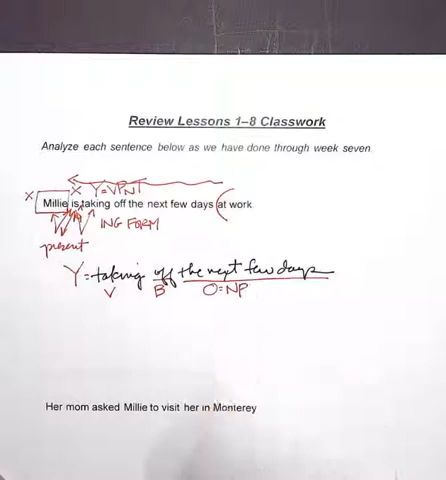 Review Lessons 1–8 Classwork
Analyze each sentence below as we have done through week seven.
X X Y=VPNT
Millie is taking off the next few days at work
ING FORM
present
Y=taking off the next few days
V B O=NP
Her mom asked Millie to visit her in Monterey